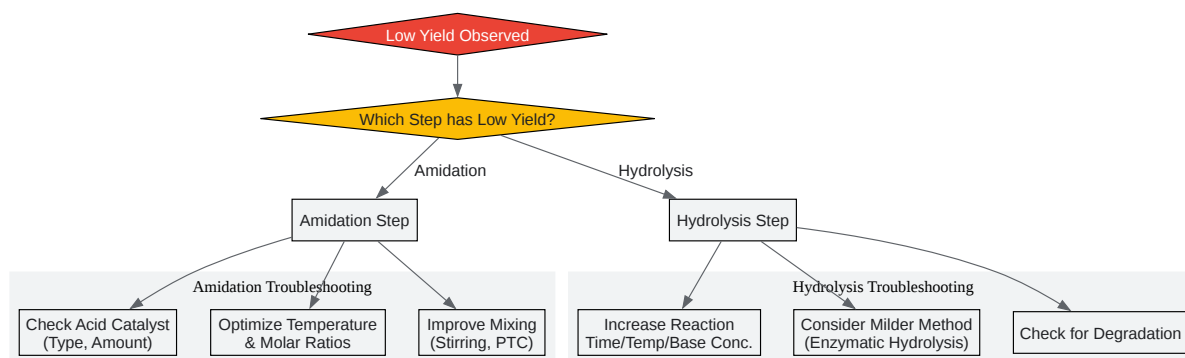 Low Yield Observed
Which Step has Low Yield?
Amidation
Hydrolysis
Amidation Step
Hydrolysis Step
Amidation Troubleshooting
Hydrolysis Troubleshooting
Check Acid Catalyst
(Type, Amount)
Optimize Temperature
& Molar Ratios
Improve Mixing
(Stirring, PTC)
Increase Reaction
Time/Temp/Base Conc.
Consider Milder Method
(Enzymatic Hydrolysis)
Check for Degradation